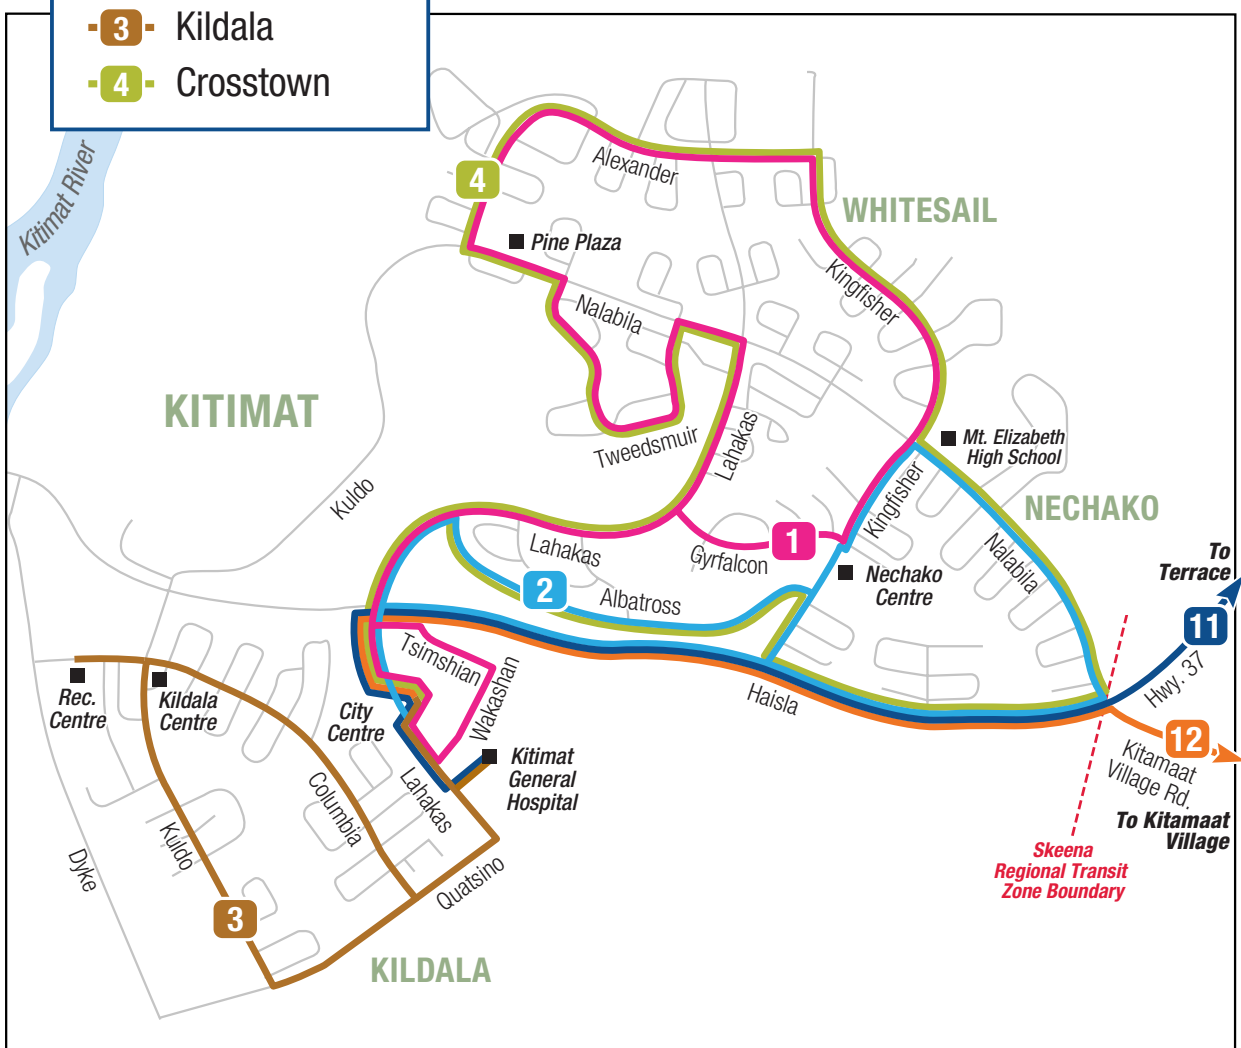 3 Kildala
4 Crosstown
Kitimat River
Alexander
4
WHITESAIL
Pine Plaza
Kingfisher
Nalabila
KITIMAT
Lahakas
Tweedsmuir
Mt. Elizabeth
High School
Kuldo
Kingfisher
NECHAKO
Lahakas
Gyrfalcon
1
Nalabila
To
Terrace
Nechako
Centre
2
Albatross
11
Tsimshian
Wakashan
Hwy. 37
Haisla
Rec.
Centre
Kildala
Centre
City
Centre
12
Kitamaat
Village Rd.
Kitimat
General
Hospital
Lahakas
Columbia
To Kitamaat
Village
Kuldo
Dyke
Skeena
Regional Transit
Zone Boundary
Quatsino
3
KILDALA